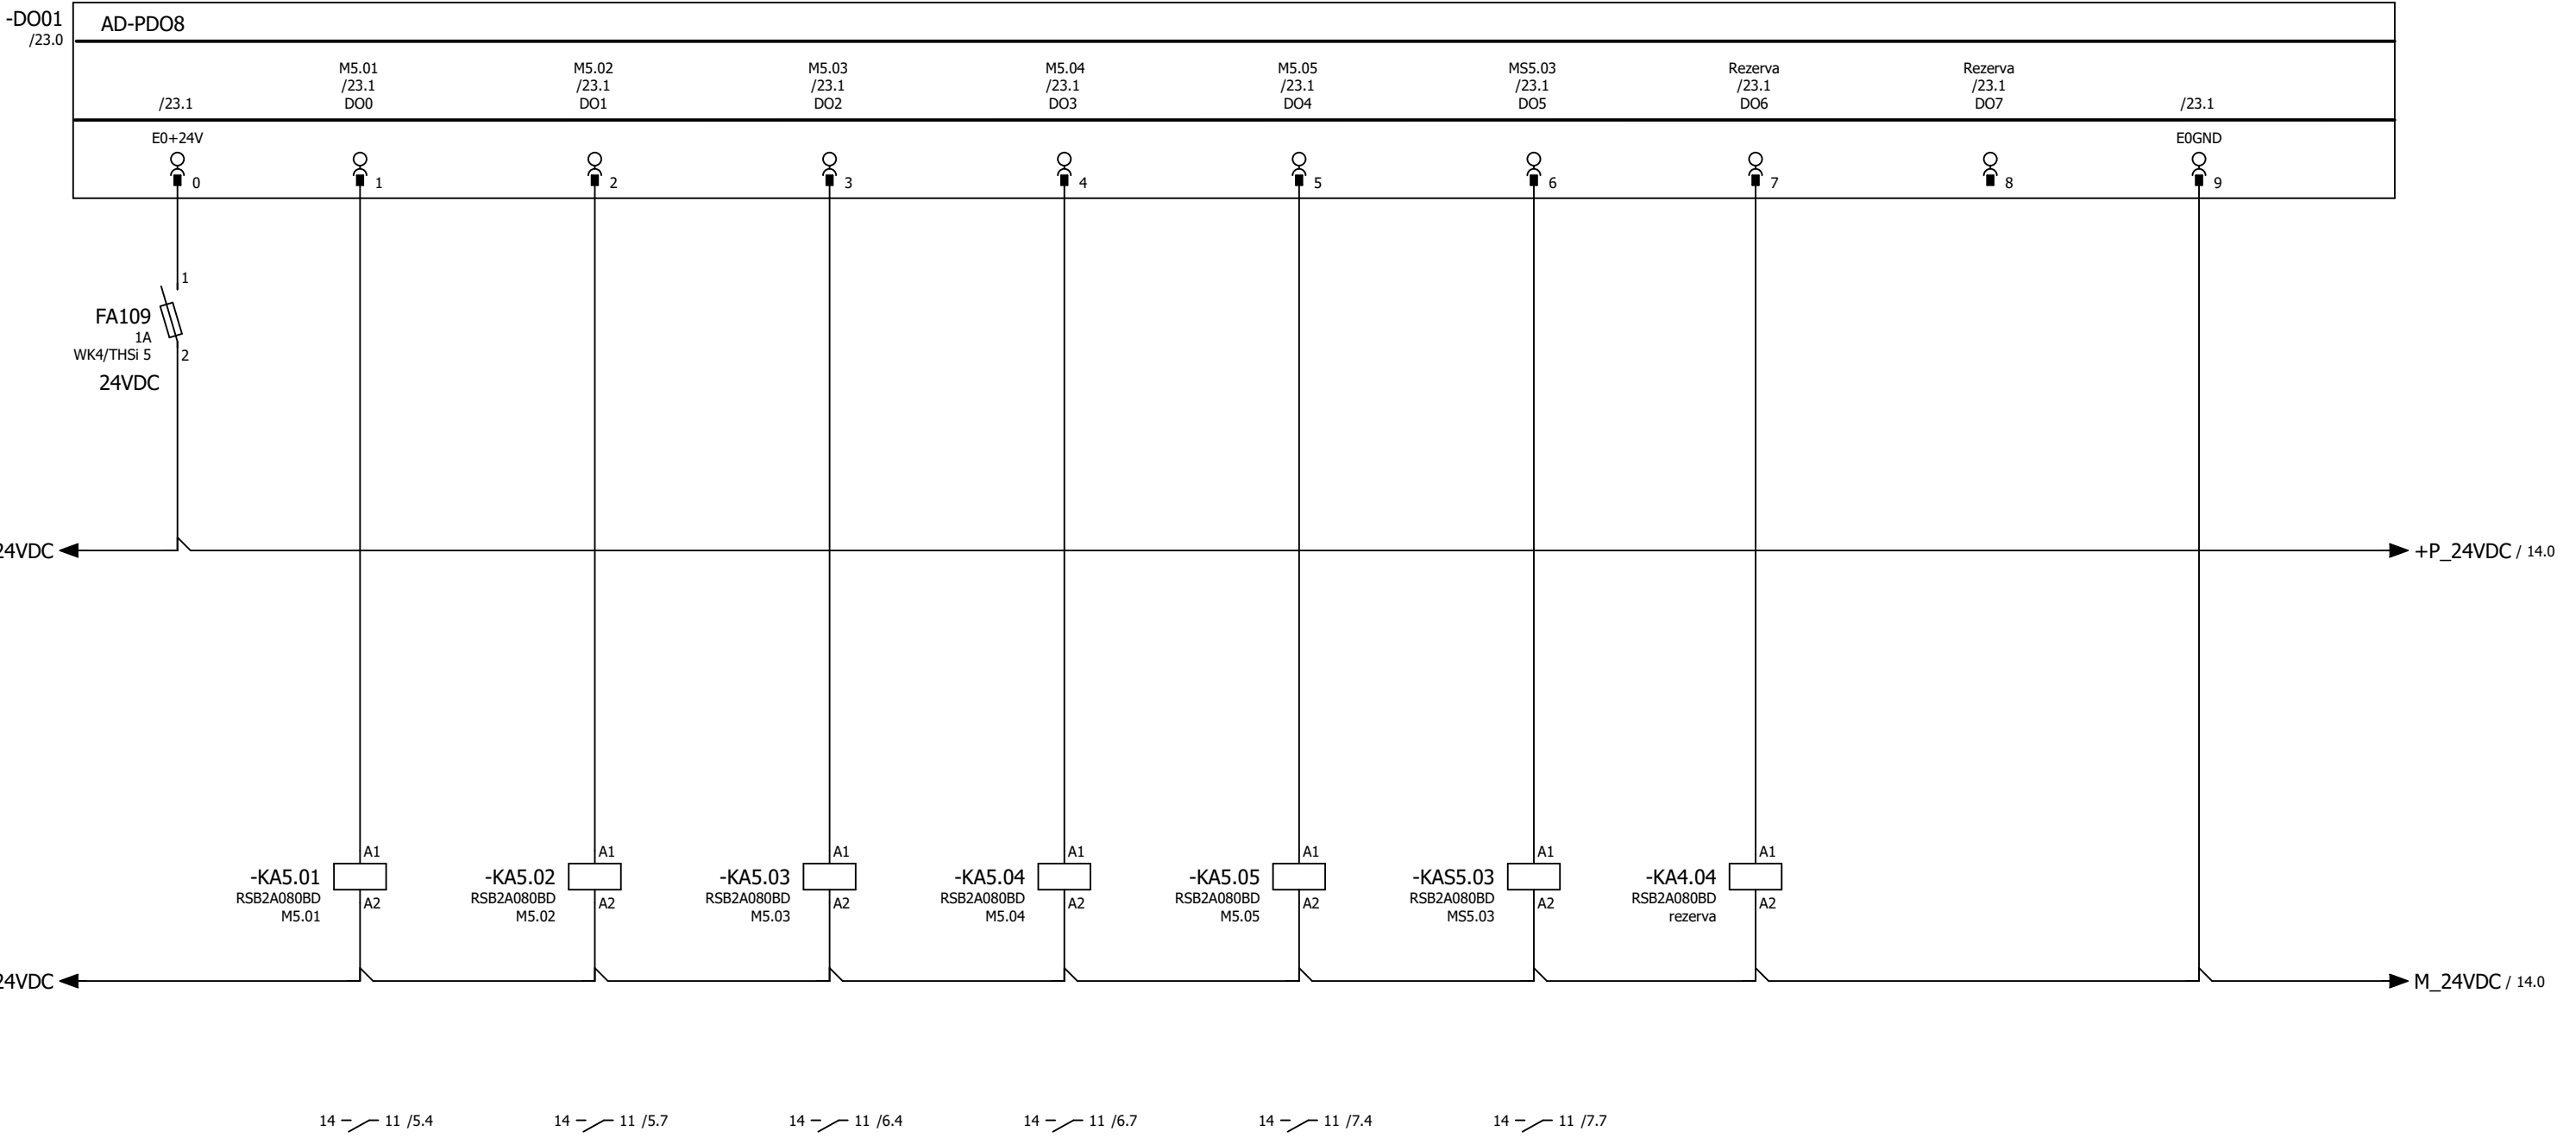 -DO01
/23.0
AD-PDO8
M5.01 M5.02 M5.03 M5.04 M5.05 MS5.03 Rezerva Rezerva
/23.1 /23.1 /23.1 /23.1 /23.1 /23.1 /23.1 /23.1
/23.1 DO0 DO1 DO2 DO3 DO4 DO5 DO6 DO7 /23.1
E0+24V E0GND
0 1 2 3 4 5 6 7 8 9
1
FA109
1A
WK4/THSi 5 2
24VDC
24VDC +P_24VDC / 14.0
A1 A1 A1 A1 A1 A1 A1
-KA5.01 -KA5.02 -KA5.03 -KA5.04 -KA5.05 -KAS5.03 -KA4.04
RSB2A080BD A2 RSB2A080BD A2 RSB2A080BD A2 RSB2A080BD A2 RSB2A080BD A2 RSB2A080BD A2 RSB2A080BD A2
M5.01 M5.02 M5.03 M5.04 M5.05 MS5.03 rezerva
24VDC M_24VDC / 14.0
14 11 /5.4 14 11 /5.7 14 11 /6.4 14 11 /6.7 14 11 /7.4 14 11 /7.7